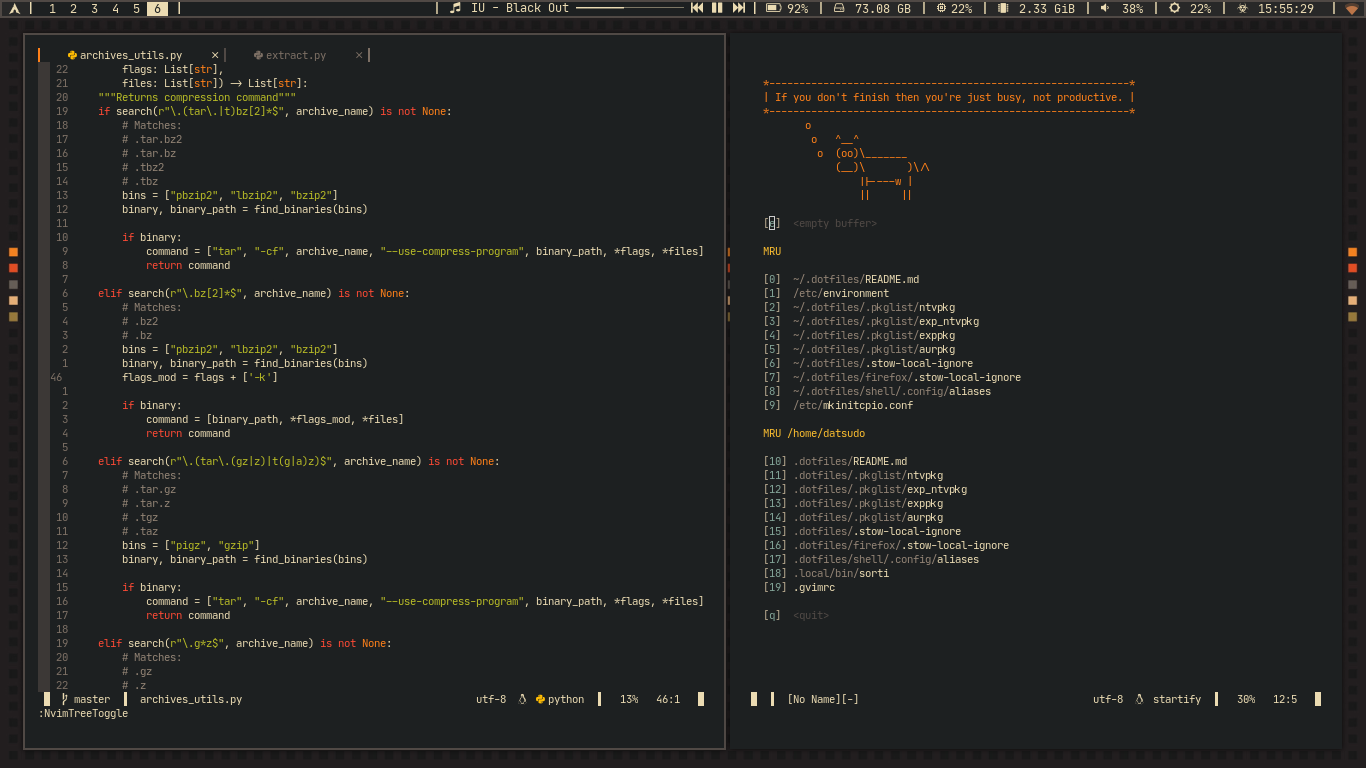 1 2 3 4 5 6 IU - Black Out 92% 73.08 GB 22% 2.33 GiB 38% 22% 15:55:29
archives_utils.py × extract.py ×
22 flags: List[str],
21 files: List[str]) -> List[str]:
20 """Returns compression command"""
19 if search(r"\.(tar\.|t)bz[2]*$", archive_name) is not None:
18 # Matches:
17 # .tar.bz2
16 # .tar.bz
15 # .tbz2
14 # .tbz
13 bins = ["pbzip2", "lbzip2", "bzip2"]
12 binary, binary_path = find_binaries(bins)
11
10 if binary:
9 command = ["tar", "-cf", archive_name, "--use-compress-program", binary_path, *flags, *files]
8 return command
7
6 elif search(r"\.bz[2]*$", archive_name) is not None:
5 # Matches:
4 # .bz2
3 # .bz
2 bins = ["pbzip2", "lbzip2", "bzip2"]
1 binary, binary_path = find_binaries(bins)
46 flags_mod = flags + ['-k']
1
2 if binary:
3 command = [binary_path, *flags_mod, *files]
4 return command
5
6 elif search(r"\.(tar\.(gz|z)|t(g|a)z)$", archive_name) is not None:
7 # Matches:
8 # .tar.gz
9 # .tar.z
10 # .tgz
11 # .taz
12 bins = ["pigz", "gzip"]
13 binary, binary_path = find_binaries(bins)
14
15 if binary:
16 command = ["tar", "-cf", archive_name, "--use-compress-program", binary_path, *flags, *files]
17 return command
18
19 elif search(r"\.g*z$", archive_name) is not None:
20 # Matches:
21 # .gz
22 # .z
master archives_utils.py utf-8 python 13% 46:1
:NvimTreeToggle
*------------------------------------------------------------*
| If you don't finish then you're just busy, not productive. |
*------------------------------------------------------------*
o
o ^__^
o (oo)\_______
(__)\ )\/\
||----w |
|| ||
[e] <empty buffer>
MRU
[0] ~/.dotfiles/README.md
[1] /etc/environment
[2] ~/.dotfiles/.pkglist/ntvpkg
[3] ~/.dotfiles/.pkglist/exp_ntvpkg
[4] ~/.dotfiles/.pkglist/exppkg
[5] ~/.dotfiles/.pkglist/aurpkg
[6] ~/.dotfiles/.stow-local-ignore
[7] ~/.dotfiles/firefox/.stow-local-ignore
[8] ~/.dotfiles/shell/.config/aliases
[9] /etc/mkinitcpio.conf
MRU /home/datsudo
[10] .dotfiles/README.md
[11] .dotfiles/.pkglist/ntvpkg
[12] .dotfiles/.pkglist/exp_ntvpkg
[13] .dotfiles/.pkglist/exppkg
[14] .dotfiles/.pkglist/aurpkg
[15] .dotfiles/.stow-local-ignore
[16] .dotfiles/firefox/.stow-local-ignore
[17] .dotfiles/shell/.config/aliases
[18] .local/bin/sorti
[19] .gvimrc
[q] <quit>
[No Name][-] utf-8 startify 30% 12:5